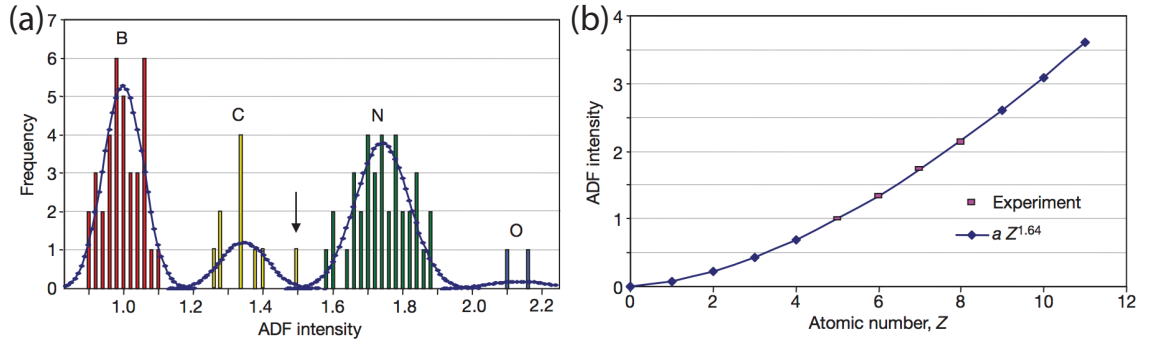 (a)
7
6
5
4
3
2
1
0
Frequency
B
C
N
O
1.0
1.2
1.4
1.6
1.8
2.0
2.2
ADF intensity
(b)
4
3
2
1
0
ADF intensity
Experiment
a Z^1.64
0
2
4
6
8
10
12
Atomic number, Z